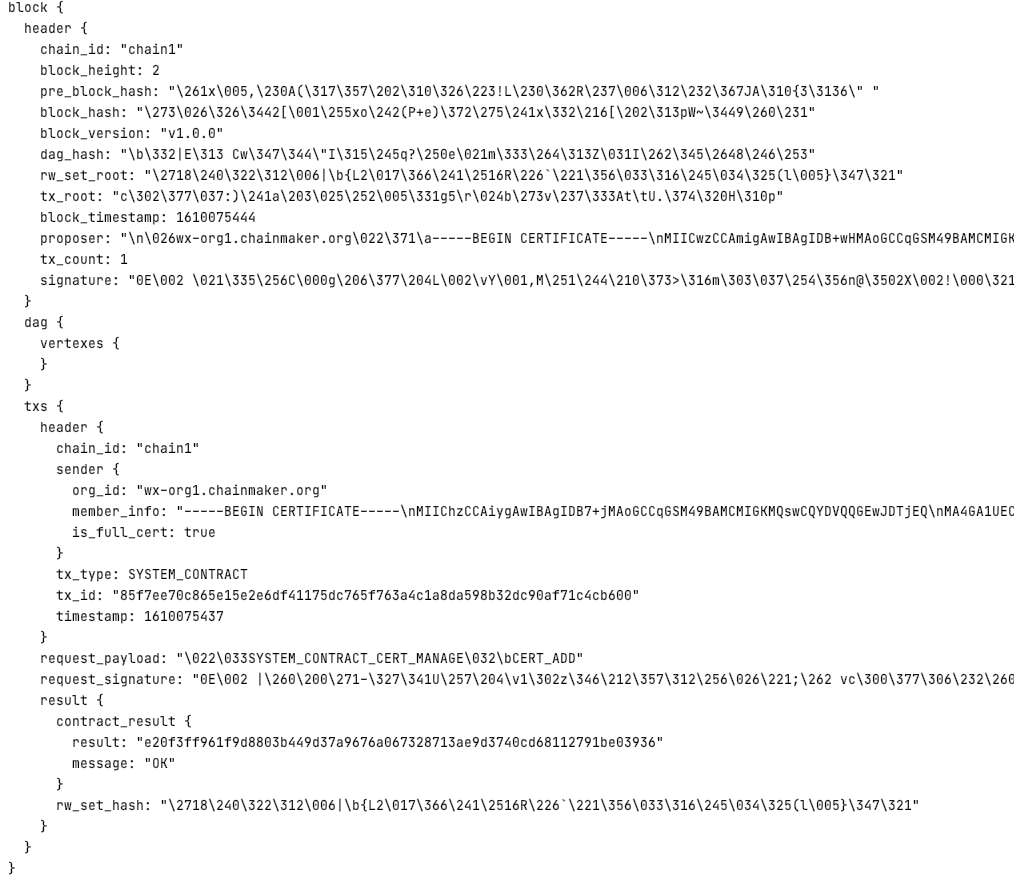 block {
  header {
    chain_id: "chain1"
    block_height: 2
    pre_block_hash: "\261x\005,\230A(\317\357\202\310\326\223!L\230\362R\237\006\312\232\367JA\310{3\3136\" "
    block_hash: "\273\026\326\3442[\001\255xo\242(P+e)\372\275\241x\332\216[\202\313pW~\3449\260\231"
    block_version: "v1.0.0"
    dag_hash: "\b\332|E\313 Cw\347\344\"I\315\245q?\250e\021m\333\264\313Z\031I\262\345\2648\246\253"
    rw_set_root: "\2718\240\322\312\006|\b{L2\017\366\241\2516R\226`\221\356\033\316\245\034\325(l\005}\347\321"
    tx_root: "c\302\377\037:)\241a\203\025\252\005\331g5\r\024b\273v\237\333At\tU.\374\320H\310p"
    block_timestamp: 1610075444
    proposer: "\n\026wx-org1.chainmaker.org\022\371\a-----BEGIN CERTIFICATE-----\nMIICwzCCAmigAwIBAgIDB+wHMAoGCCqGSM49BAMCMIGK
    tx_count: 1
    signature: "0E\002 \021\335\256C\000g\206\377\204L\002\vY\001,M\251\244\210\373>\316m\303\037\254\356n@\3502X\002!\000\321
  }
  dag {
    vertexes {
    }
  }
  txs {
    header {
      chain_id: "chain1"
      sender {
        org_id: "wx-org1.chainmaker.org"
        member_info: "-----BEGIN CERTIFICATE-----\nMIIChzCCAiygAwIBAgIDB7+jMAoGCCqGSM49BAMCMIGKMQswCQYDVQQGEwJDTjEQ\nMA4GA1UEC
        is_full_cert: true
      }
      tx_type: SYSTEM_CONTRACT
      tx_id: "85f7ee70c865e15e2e6df41175dc765f763a4c1a8da598b32dc90af71c4cb600"
      timestamp: 1610075437
    }
    request_payload: "\022\033SYSTEM_CONTRACT_CERT_MANAGE\032\bCERT_ADD"
    request_signature: "0E\002 |\260\200\271-\327\341U\257\204\v1\302z\346\212\357\312\256\026\221;\262 vc\300\377\306\232\260
    result {
      contract_result {
        result: "e20f3ff961f9d8803b449d37a9676a067328713ae9d3740cd68112791be03936"
        message: "OK"
      }
      rw_set_hash: "\2718\240\322\312\006|\b{L2\017\366\241\2516R\226`\221\356\033\316\245\034\325(l\005}\347\321"
    }
  }
}